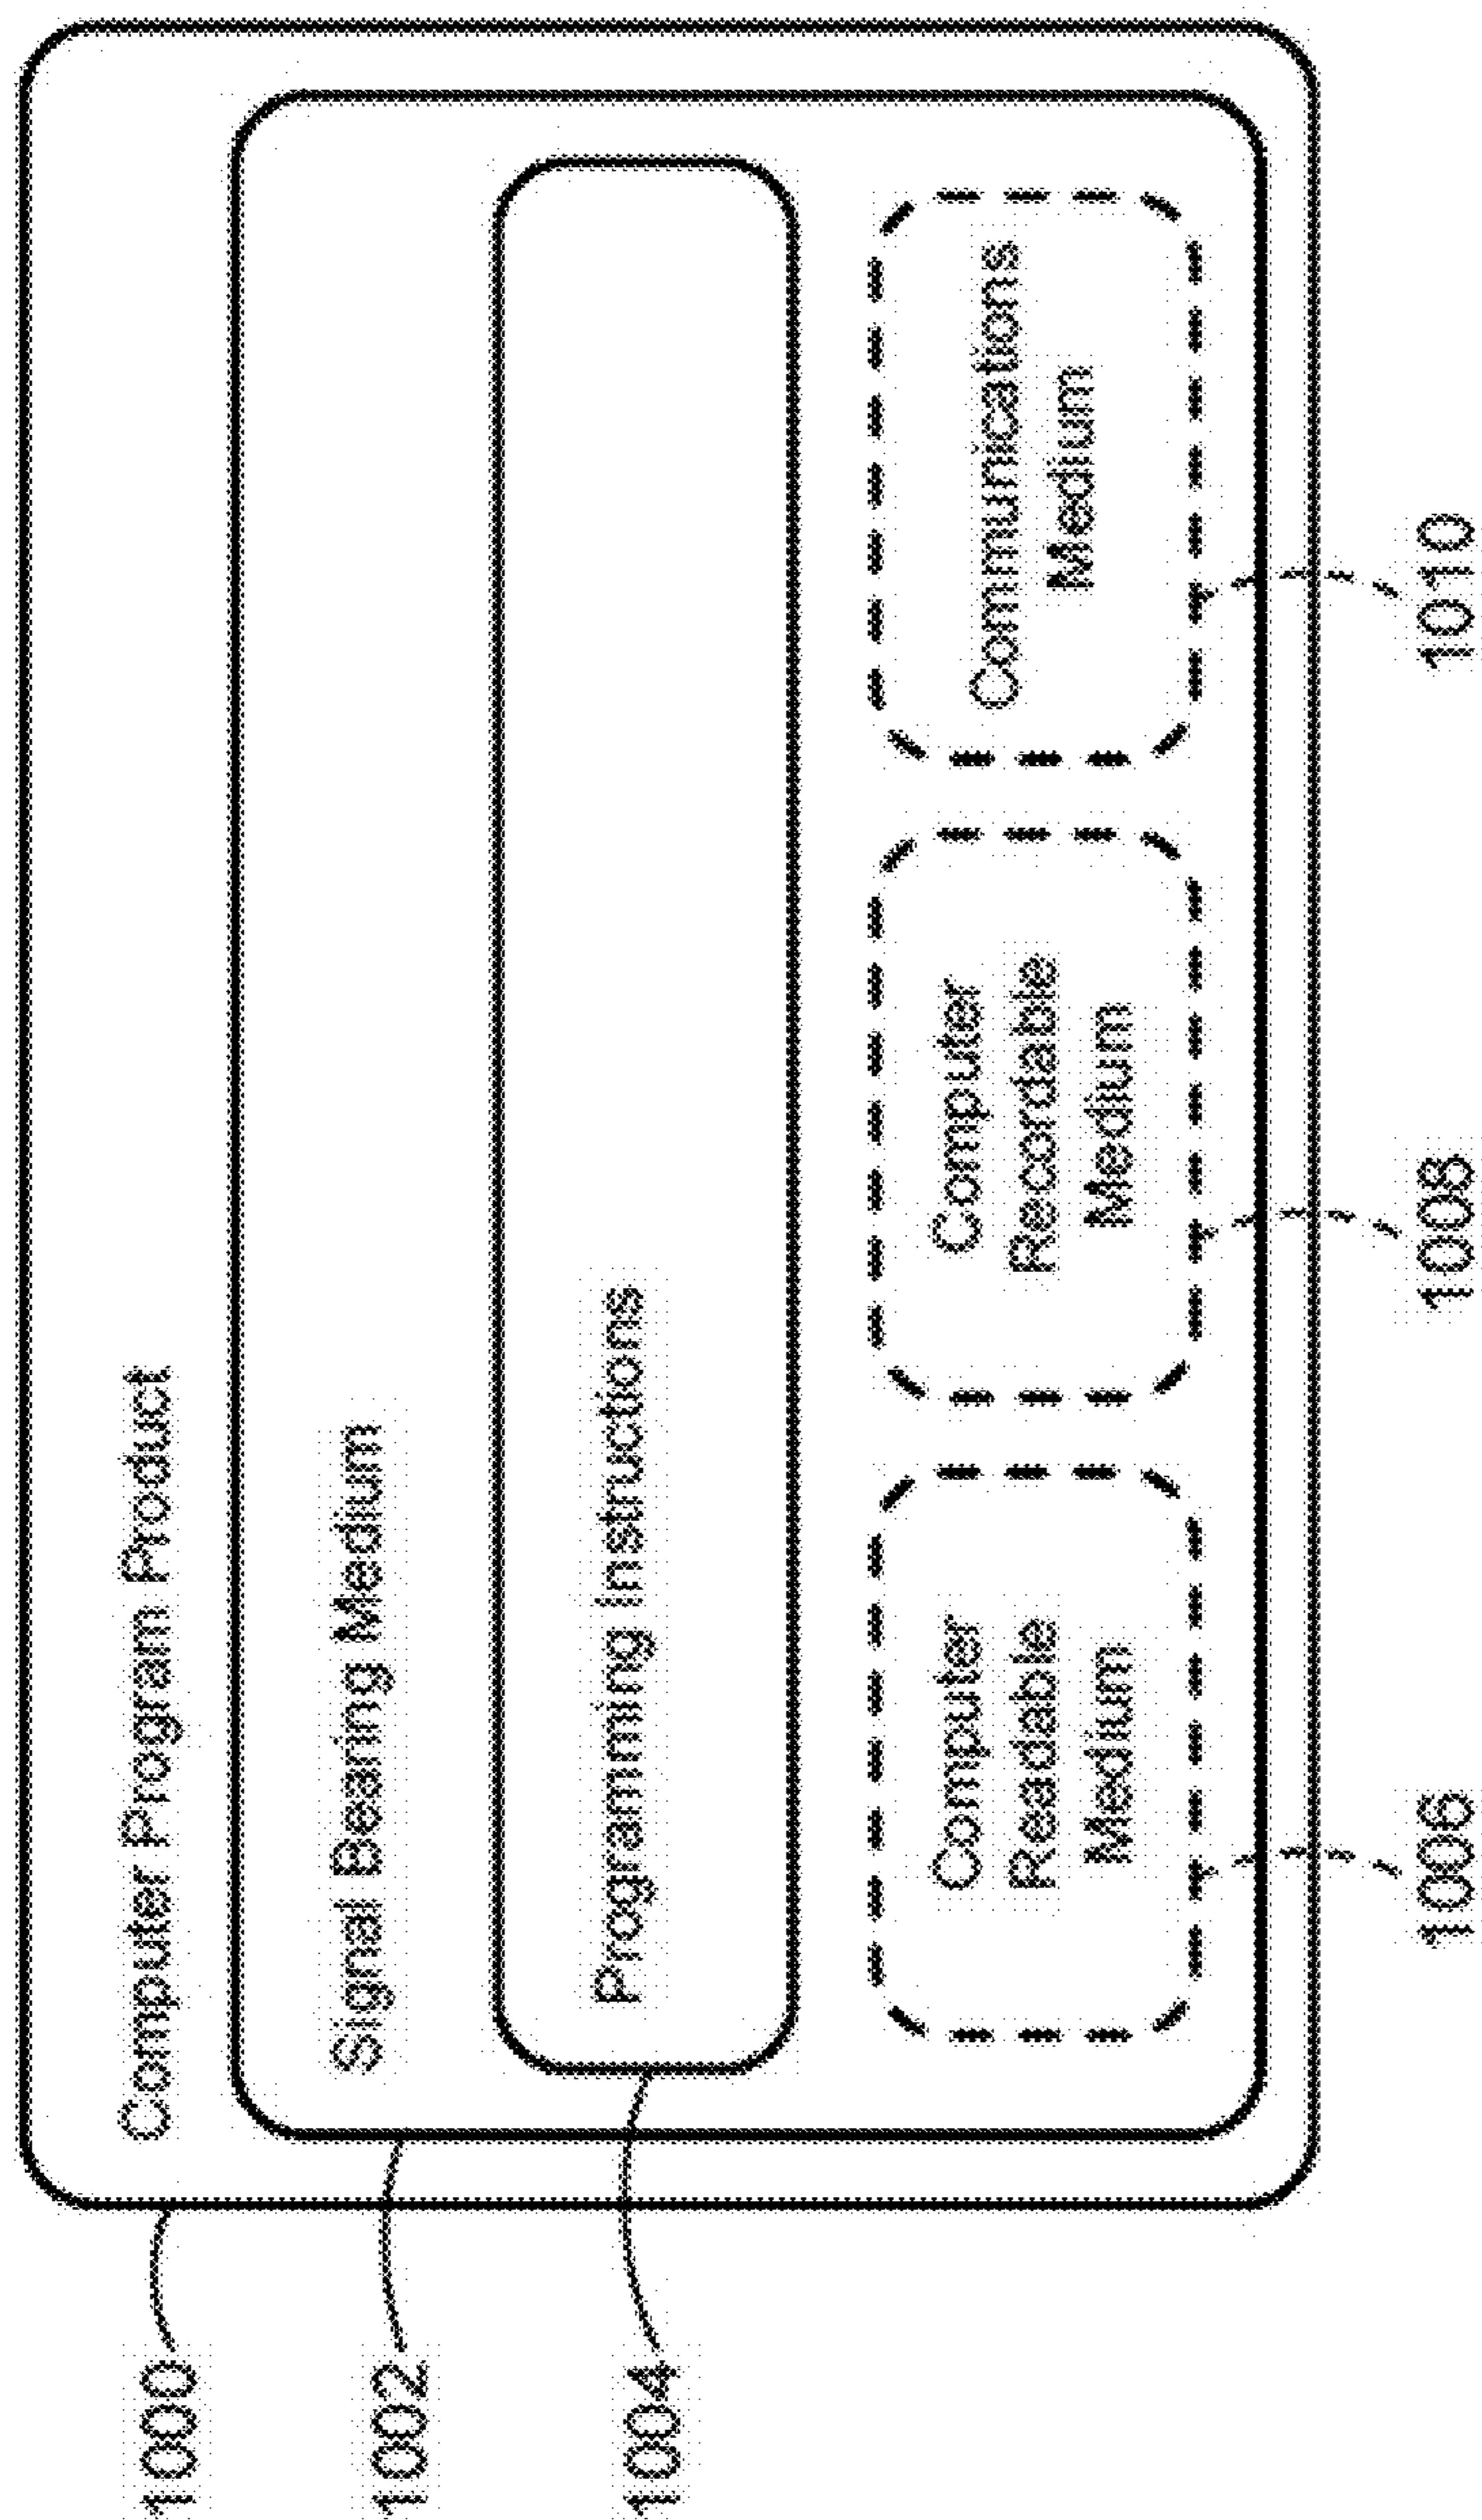 1000
Computer Program Product
1002
Signal Bearing Medium
1004
Programming Instructions
Computer
Readable
Medium
Computer
Recordable
Medium
Communications
Medium
1006
1008
1010